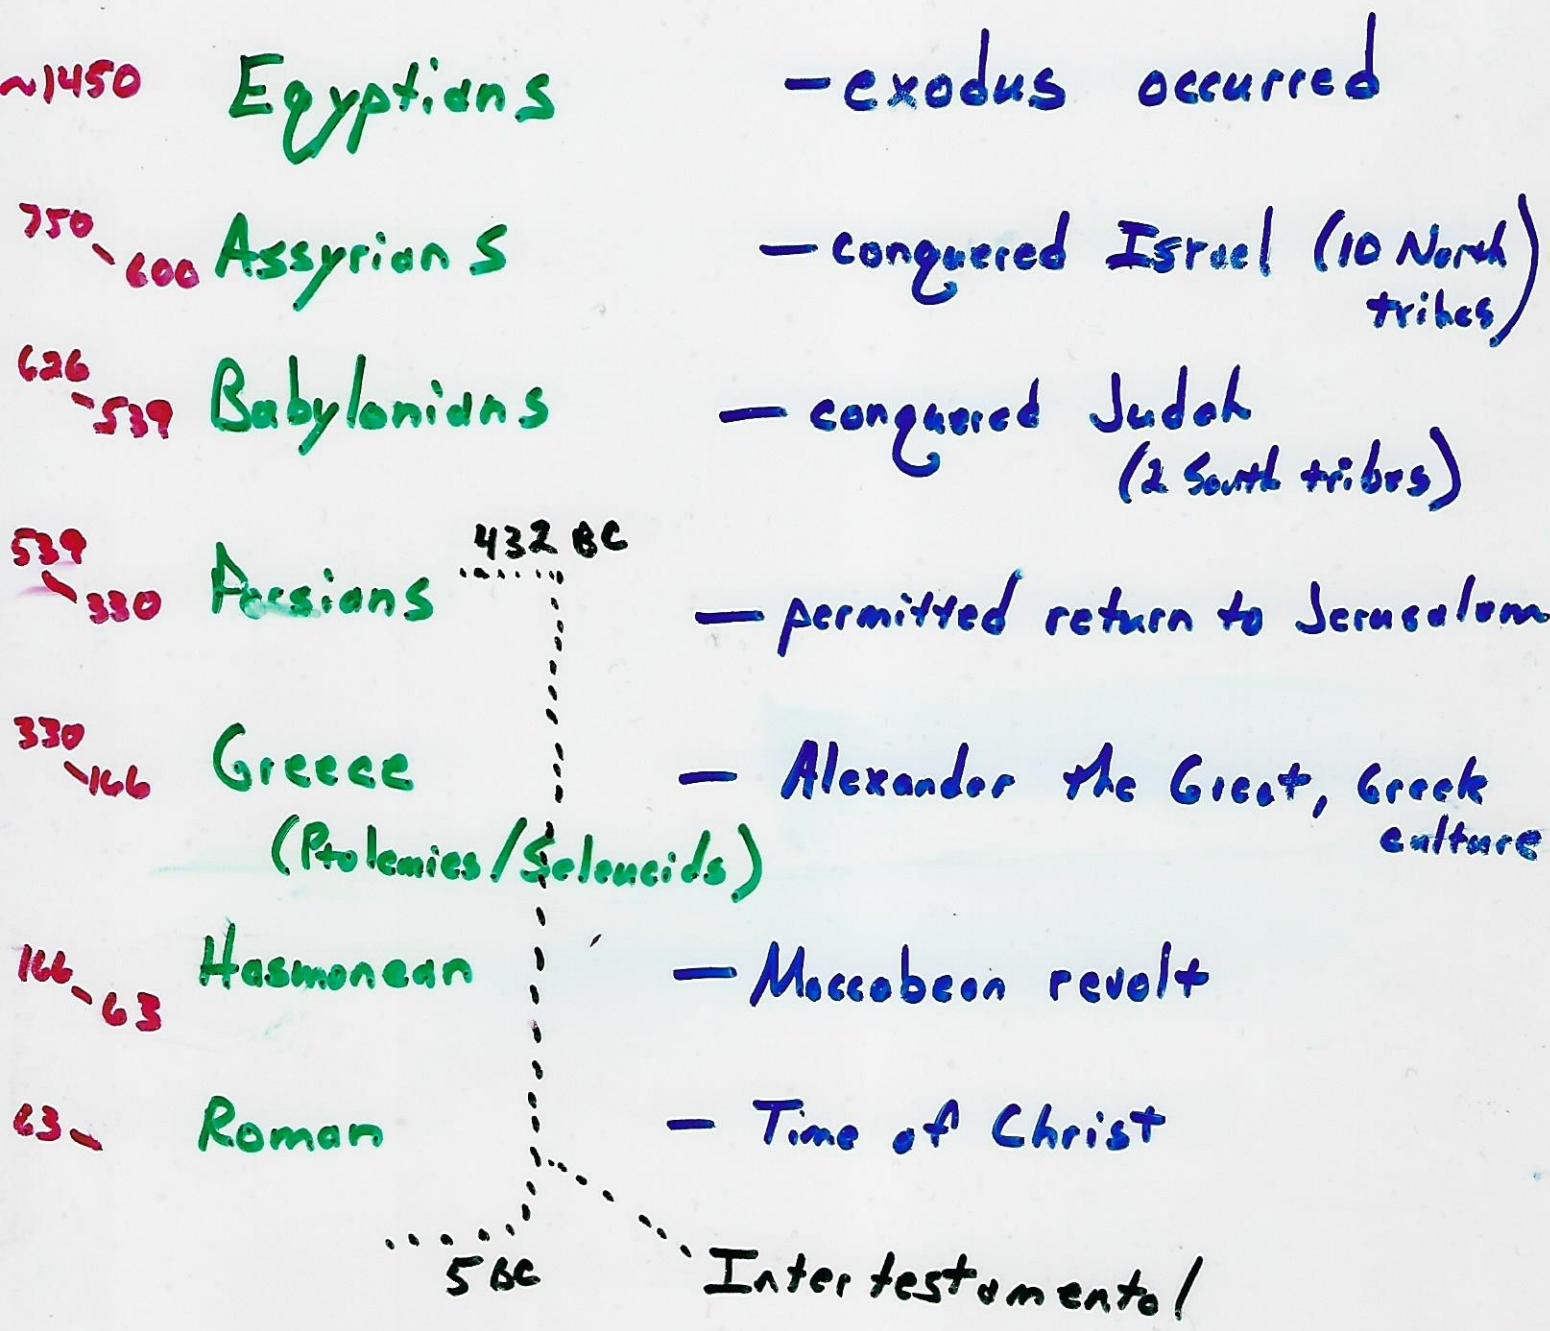 ~1450 Egyptians - exodus occurred
750 - 600 Assyrians - conquered Israel (10 North
tribes)
626 - 539 Babylonians - conquered Judah
(2 South tribes)
432 BC
539 - 330 Persians - permitted return to Jerusalem
330 - 166 Greece - Alexander the Great, Greek
culture
(Ptolemies/Seleucids)
166 - 63 Hasmonean - Maccabean revolt
63 - Roman - Time of Christ
5 BC Intertestamental